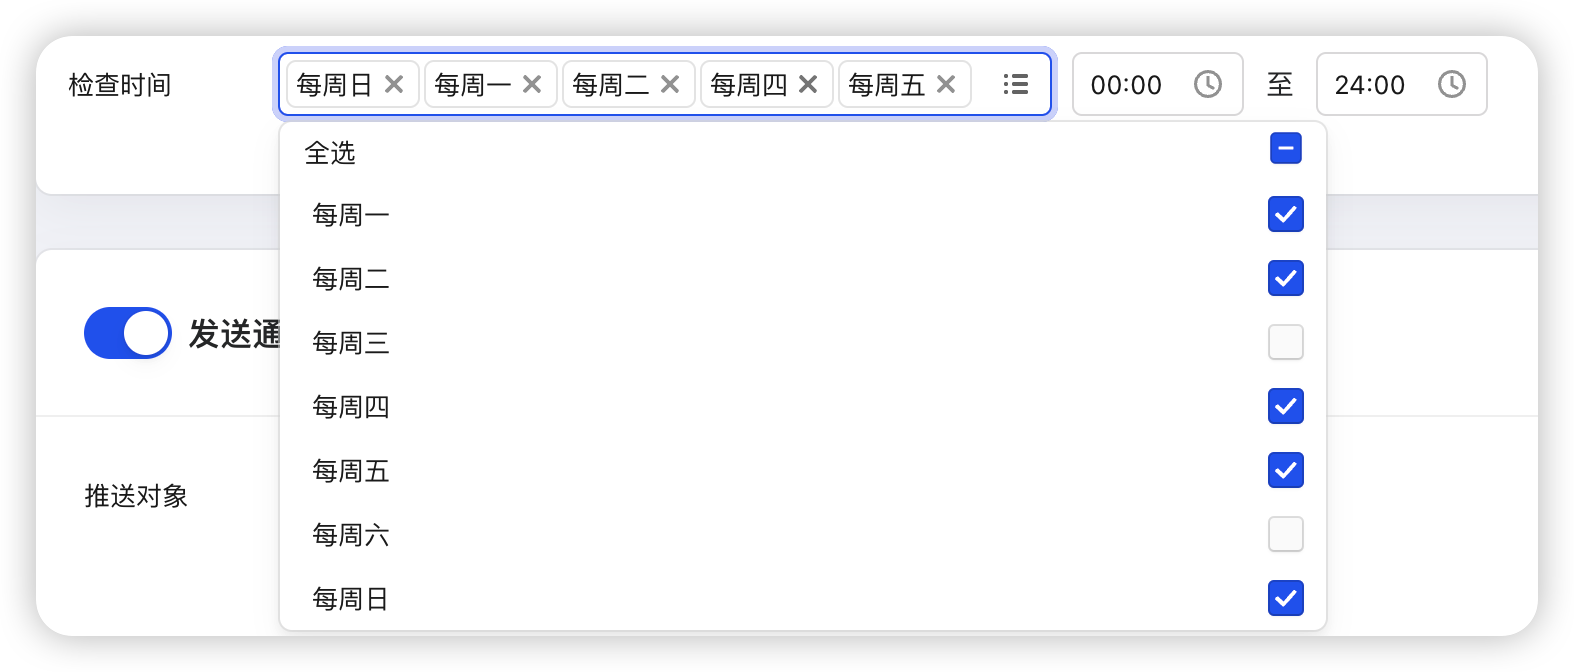 检查时间 每周日 每周一 每周二 每周四 每周五 00:00 至 24:00
全选
每周一
每周二
每周三
发送通
每周四
每周五
推送对象
每周六
每周日